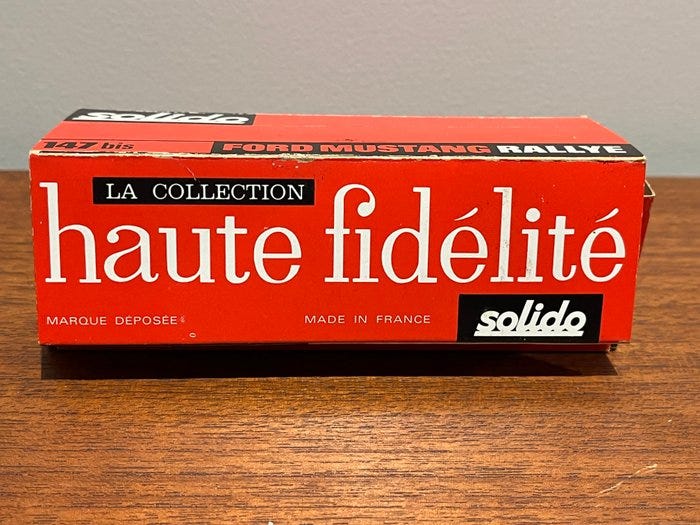 solido
147 bis
FORD MUSTANG RALLYE
LA COLLECTION
haute fidélité
MARQUE DÉPOSÉE
MADE IN FRANCE
solido